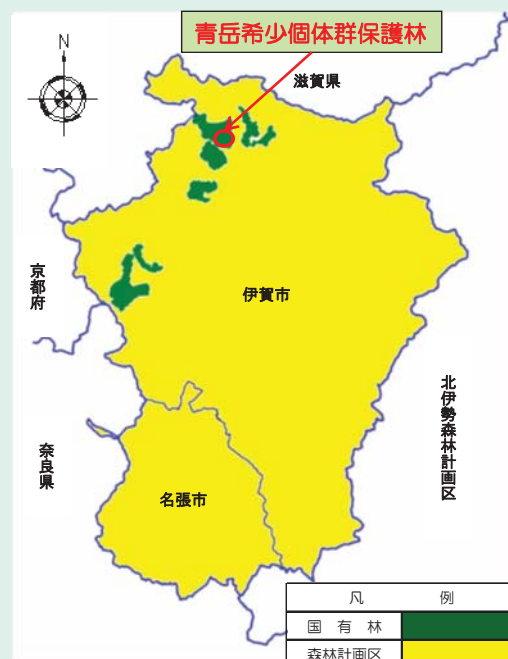 青岳希少個体群保護林
N
滋賀県
京都府
伊賀市
北伊勢森林計画区
奈良県
名張市
凡 例
国 有 林
森林計画区